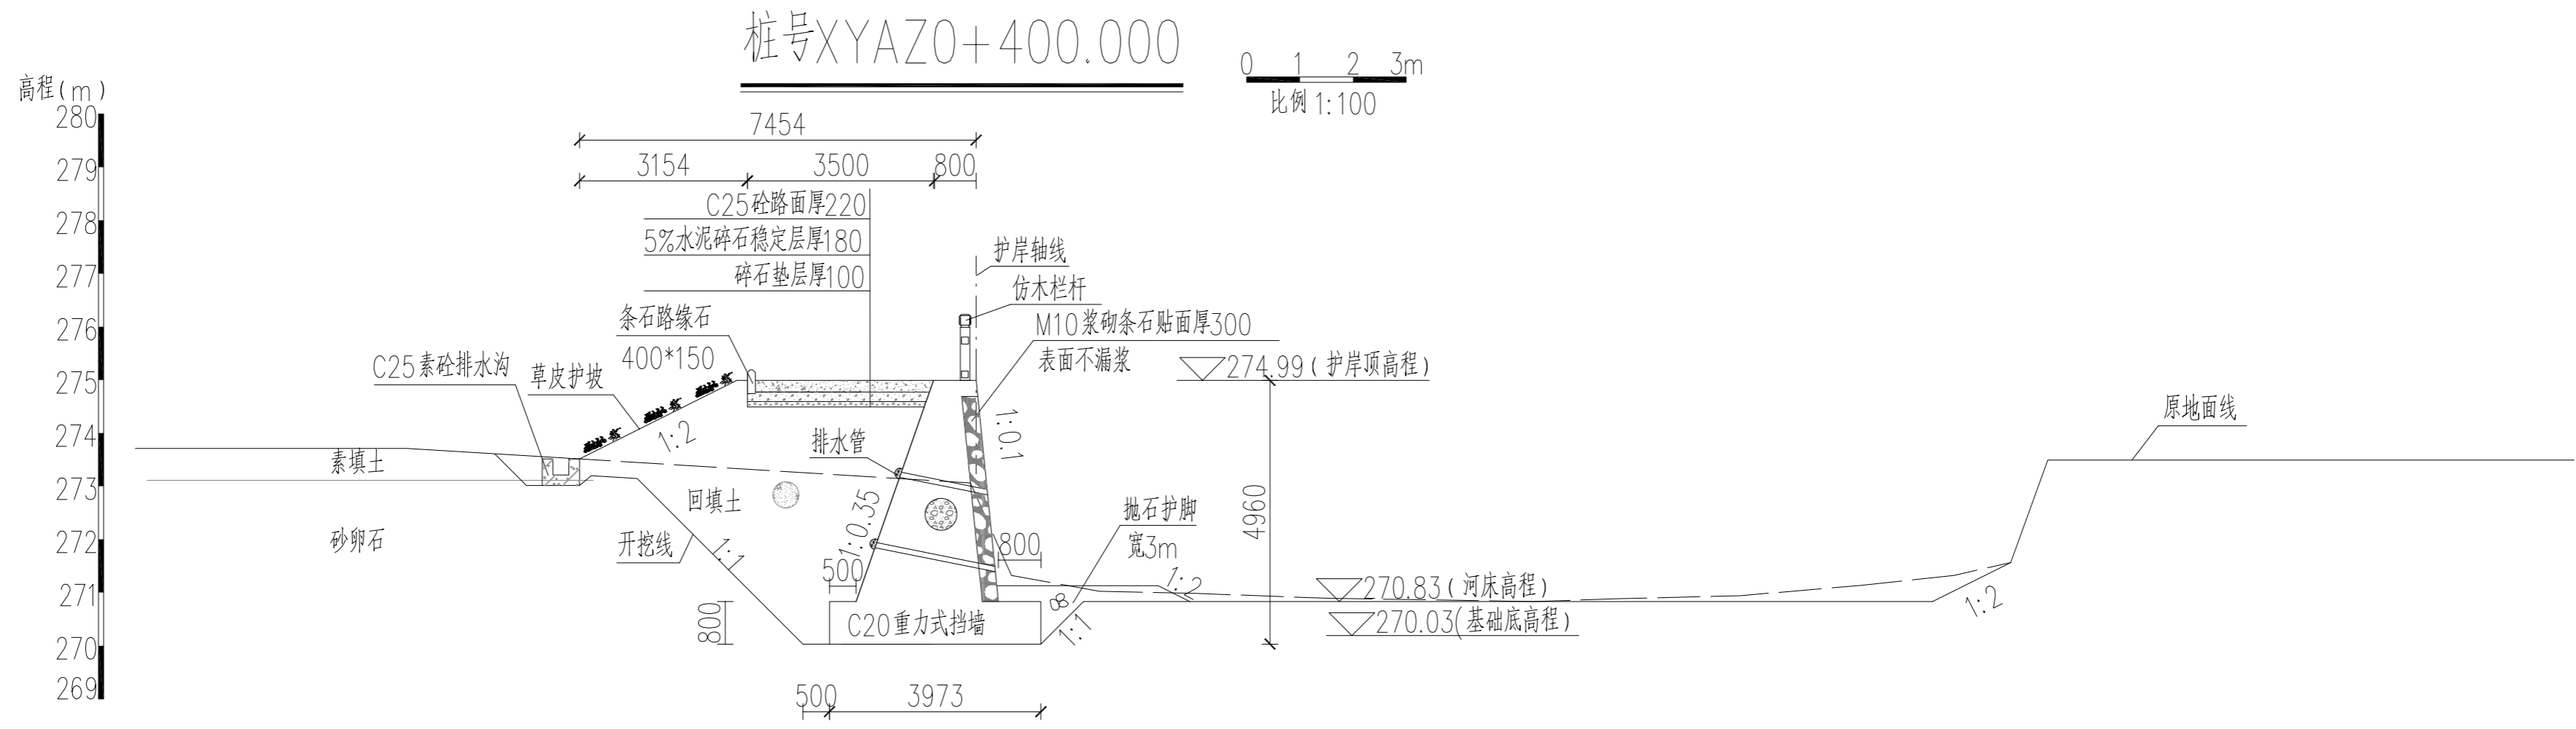 桩号XYAZ0+400.000
0 1 2 3m
比例 1:100
高程(m)
280
279
278
277
276
275
274
273
272
271
270
269
7454
3154 3500 800
C25砼路面厚220
5%水泥碎石稳定层厚180
碎石垫层厚100
条石路缘石
400*150
C25素砼排水沟
草皮护坡
护岸轴线
仿木栏杆
M10浆砌条石贴面厚300
表面不漏浆
274.99(护岸顶高程)
原地面线
1:2
1:0.1
排水管
素填土
回填土
砂卵石
开挖线
1:1
1:0.35
抛石护脚
宽3m
4960
800
500
1:2
270.83(河床高程)
270.03(基础底高程)
1:2
800
C20重力式挡墙
1:1
500 3973